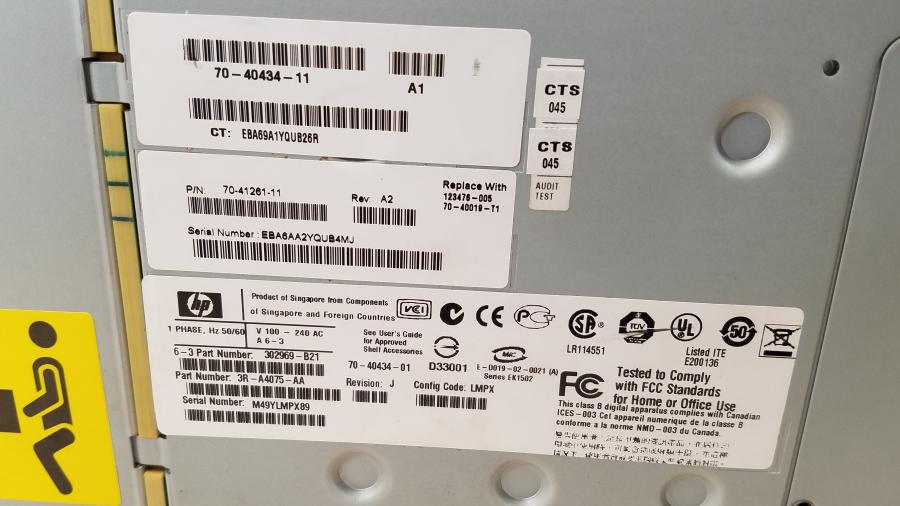 70-40434-11
A1
CT: EBA69A1YQUB26R
CTS
045
CTS
045
AUDIT
TEST
P/N: 70-41261-11
Rev: A2
Replace With
123476-005
70-40019-T1
Serial Number : EBA6AA2YQUB4MJ
hp
Product of Singapore from Components
of Singapore and Foreign Countries
VCI
1 PHASE, Hz 50/60
V 100 - 240 AC
A 6-3
See User's Guide
for Approved
Shell Accessories
LR114551
Listed ITE
E200136
50
6-3 Part Number: 302969-B21
70-40434-01
D33001
E-D019-02-0021 (A)
Series EK1502
Part Number: 3R-A4075-AA
Revision: J
Config Code: LMPX
Serial Number: M49YLMPX89
FC
Tested to Comply
with FCC Standards
for Home or Office Use
This class B digital apparatus complies with Canadian
ICES-003 Cet appareil numerique de la classe B
conforme a la norme NMD-003 du Canada.